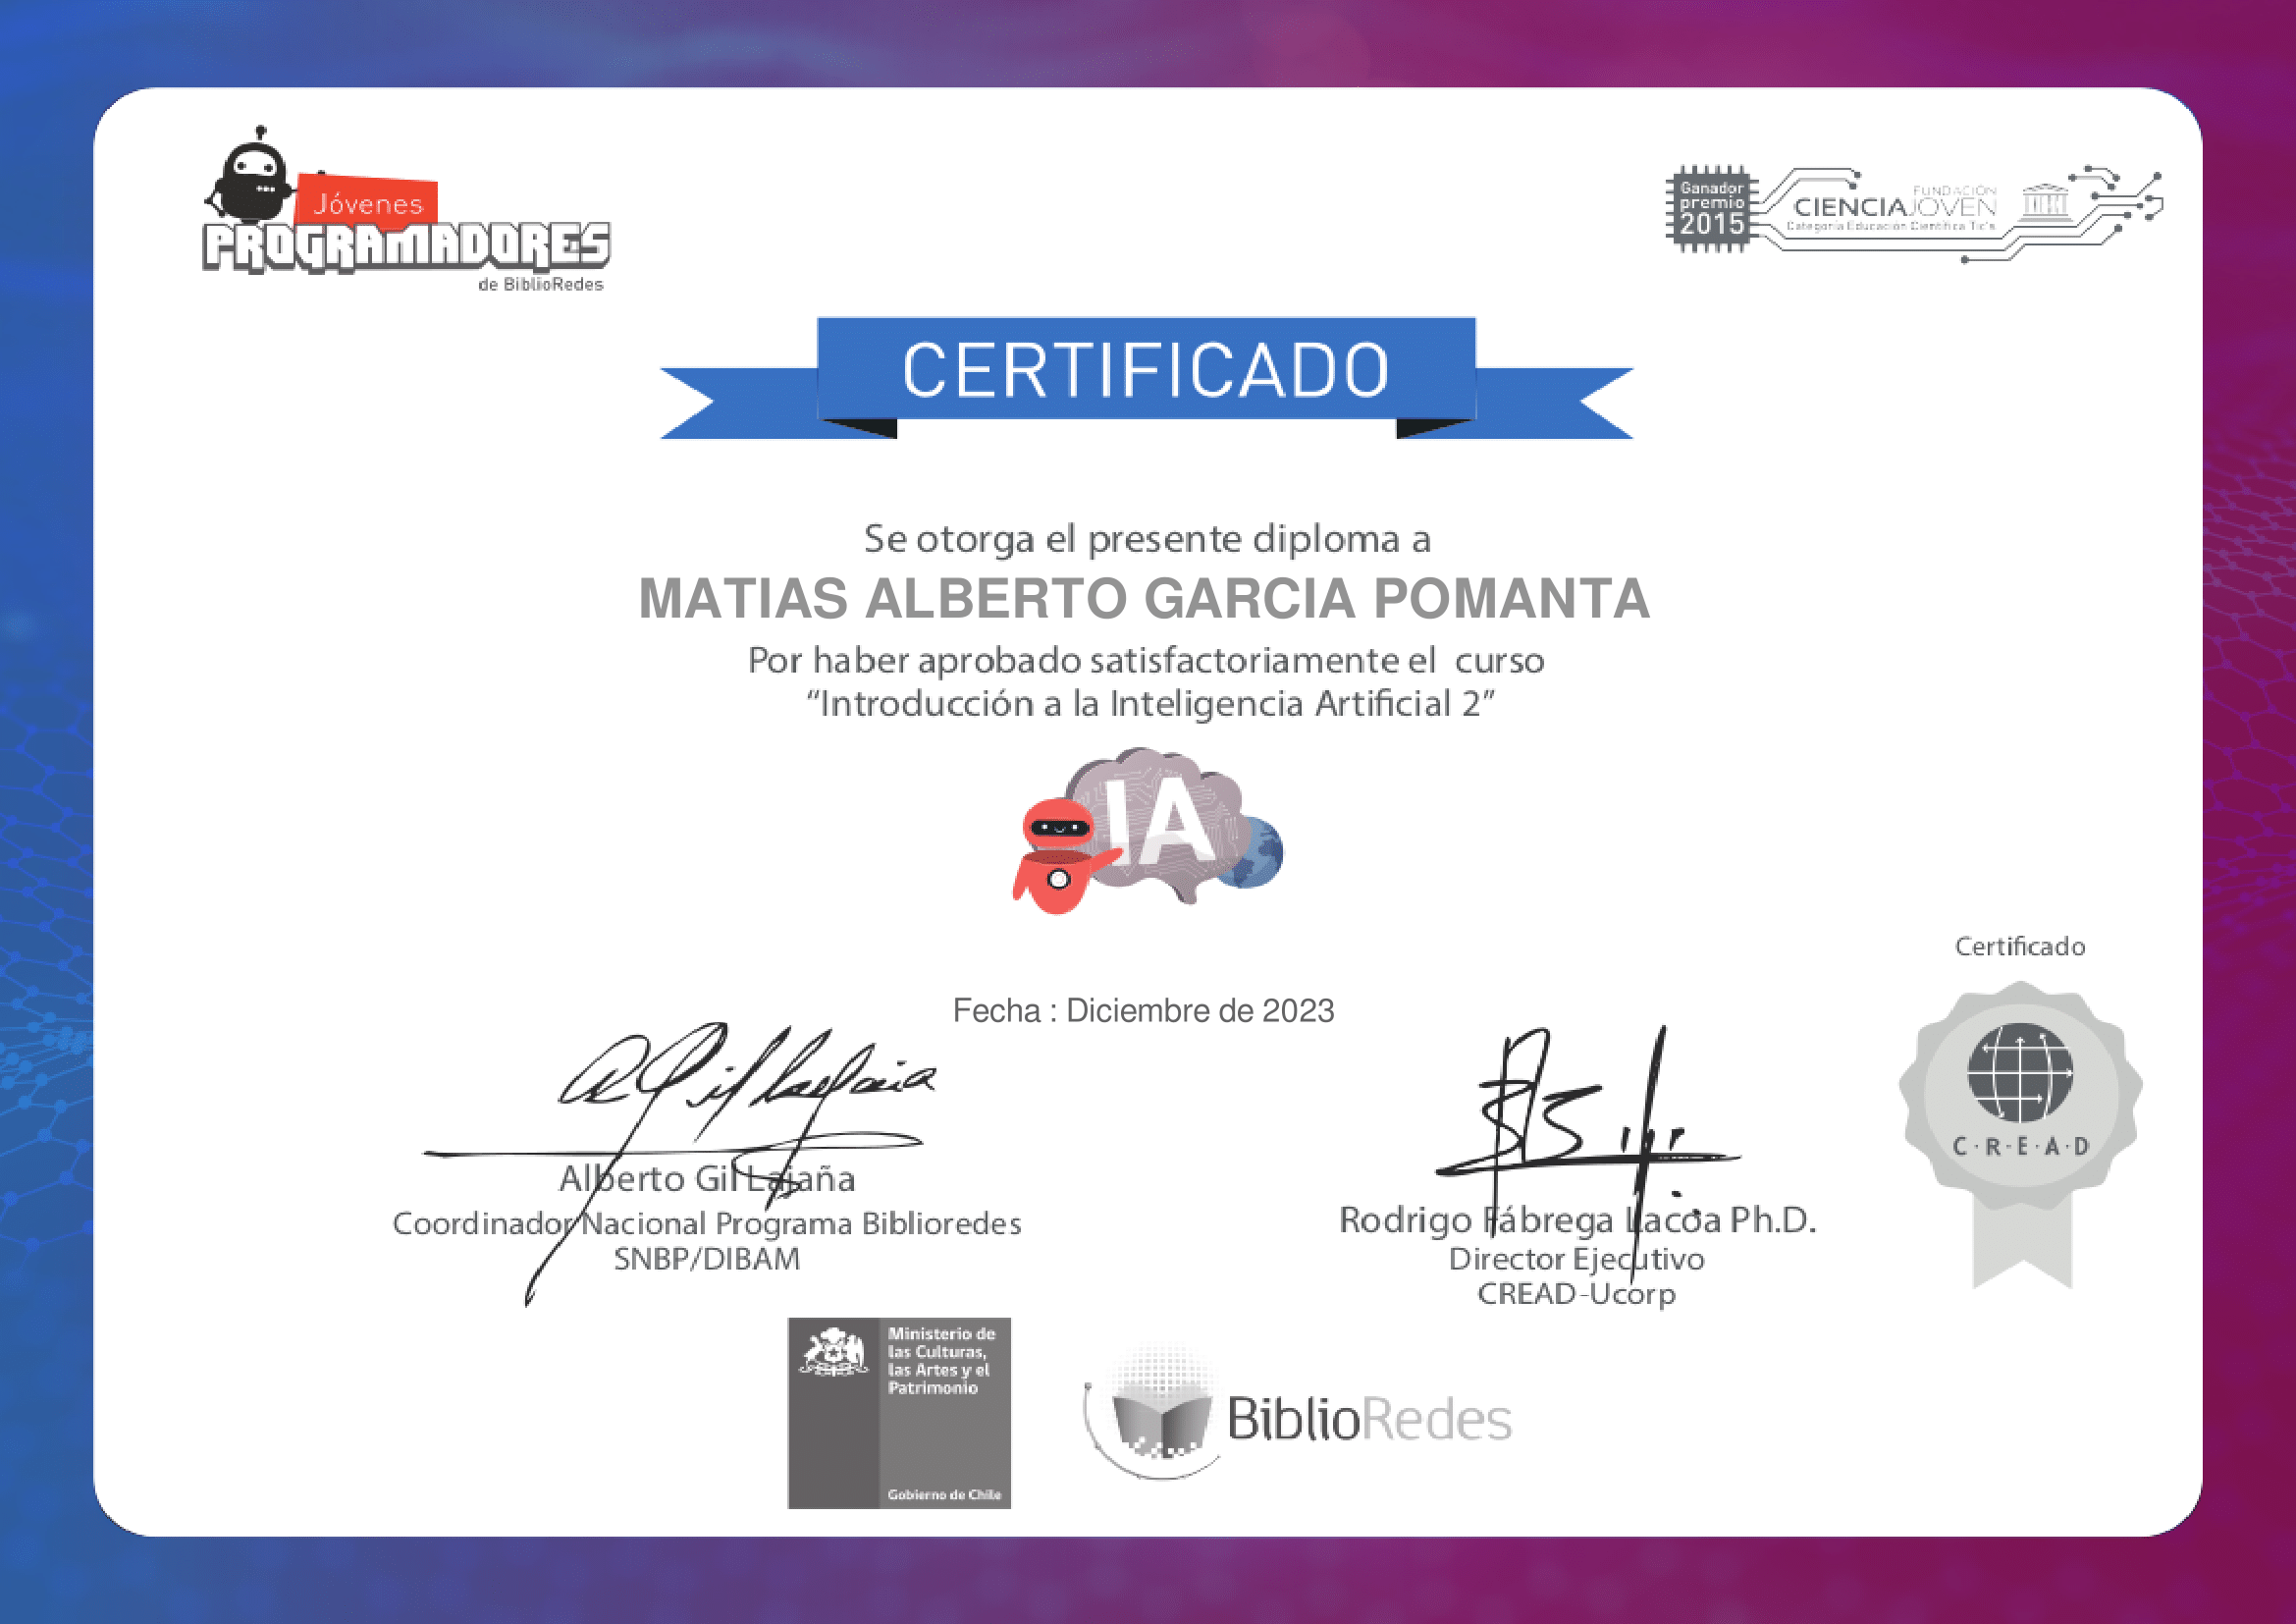 Jóvenes
PROGRAMADORES
de BiblioRedes
Ganador
premio
2015
FUNDACIÓN
CIENCIAJOVEN
Categoría Educación Científica Tic's
CERTIFICADO
Se otorga el presente diploma a
MATIAS ALBERTO GARCIA POMANTA
Por haber aprobado satisfactoriamente el curso
“Introducción a la Inteligencia Artificial 2”
IA
Fecha : Diciembre de 2023
Certificado
C·R·E·A·D
Alberto Gil Lajaña
Coordinador Nacional Programa Biblioredes
SNBP/DIBAM
Rodrigo Fábrega Lacoa Ph.D.
Director Ejecutivo
CREAD-Ucorp
Ministerio de
las Culturas,
las Artes y el
Patrimonio
Gobierno de Chile
BiblioRedes